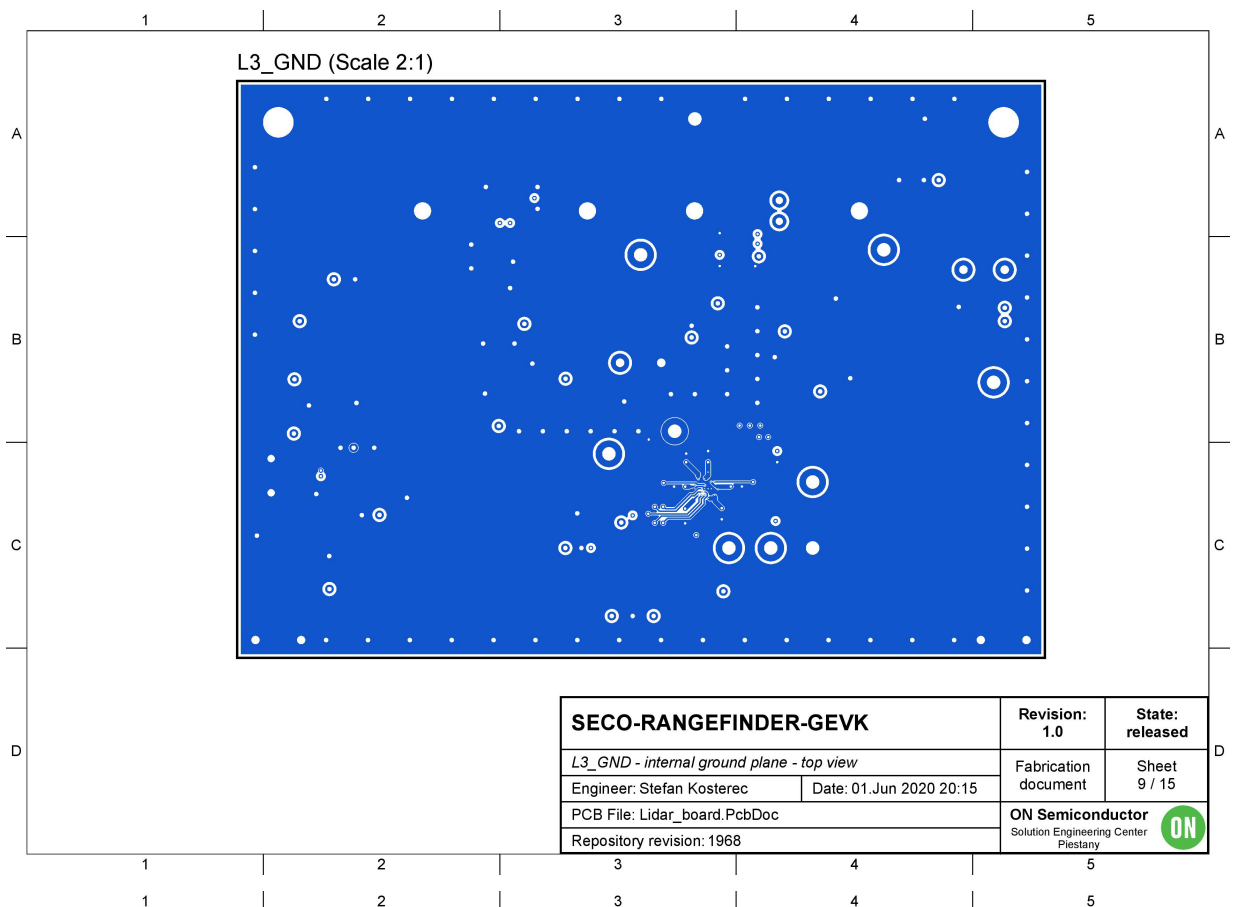 1 2 3 4 5
L3_GND (Scale 2:1)
A A
B B
C C
SECO-RANGEFINDER-GEVK
Revision:
1.0
State:
released
D D
L3_GND - internal ground plane - top view
Fabrication
document
Sheet
9 / 15
Engineer: Stefan Kosterec
Date: 01.Jun 2020 20:15
PCB File: Lidar_board.PcbDoc
Repository revision: 1968
ON Semiconductor
Solution Engineering Center
Piestany
ON
1 2 3 4 5
1 2 3 4 5